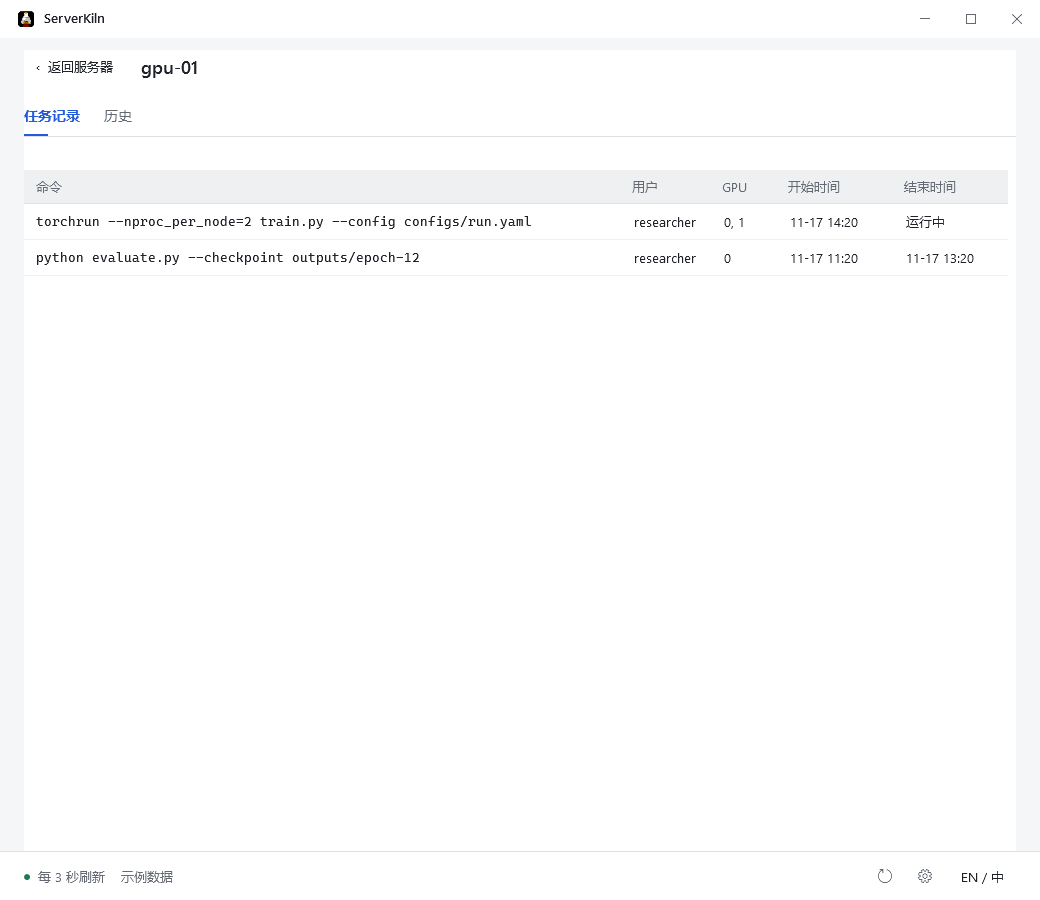 ServerKiln
‹ 返回服务器 gpu-01
任务记录 历史
命令 用户 GPU 开始时间 结束时间
torchrun --nproc_per_node=2 train.py --config configs/run.yaml researcher 0, 1 11-17 14:20 运行中
python evaluate.py --checkpoint outputs/epoch-12 researcher 0 11-17 11:20 11-17 13:20
每 3 秒刷新 示例数据 EN / 中